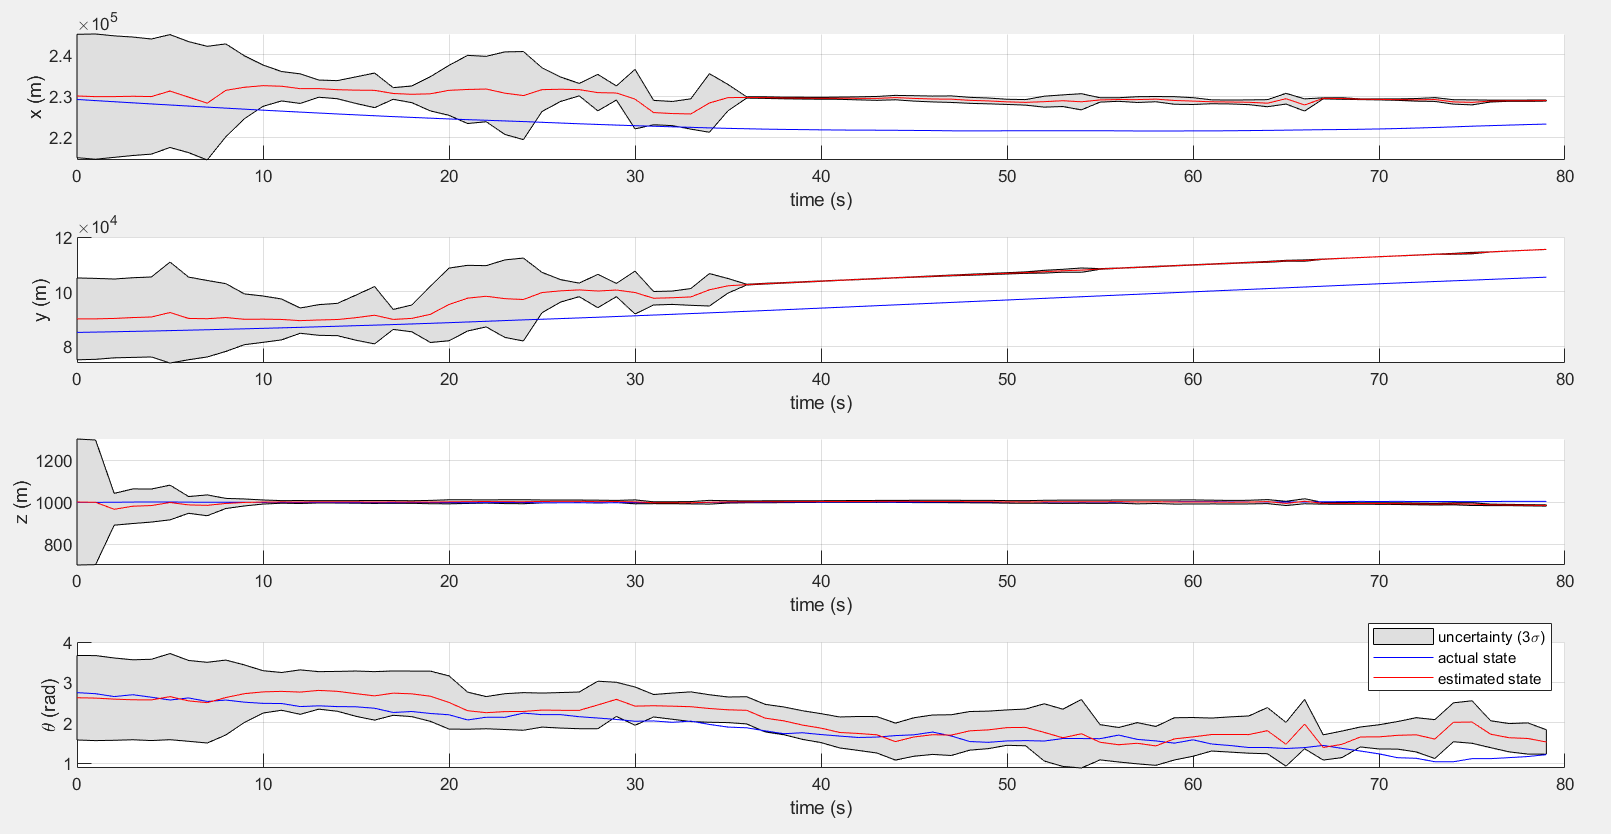 ×10^5
2.4
2.3
2.2
x (m)
0 10 20 30 40 50 60 70 80
time (s)
×10^4
12
10
8
y (m)
0 10 20 30 40 50 60 70 80
time (s)
1200
1000
800
z (m)
0 10 20 30 40 50 60 70 80
time (s)
4
3
2
1
θ (rad)
uncertainty (3σ)
actual state
estimated state
0 10 20 30 40 50 60 70 80
time (s)